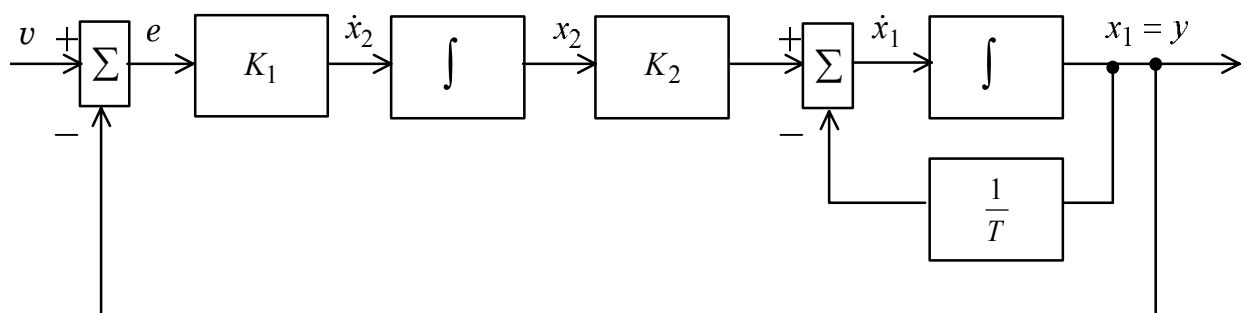 v + e ẋ₂ x₂ + ẋ₁ x₁ = y
Σ K₁ ∫ K₂ Σ ∫
− −
1
T